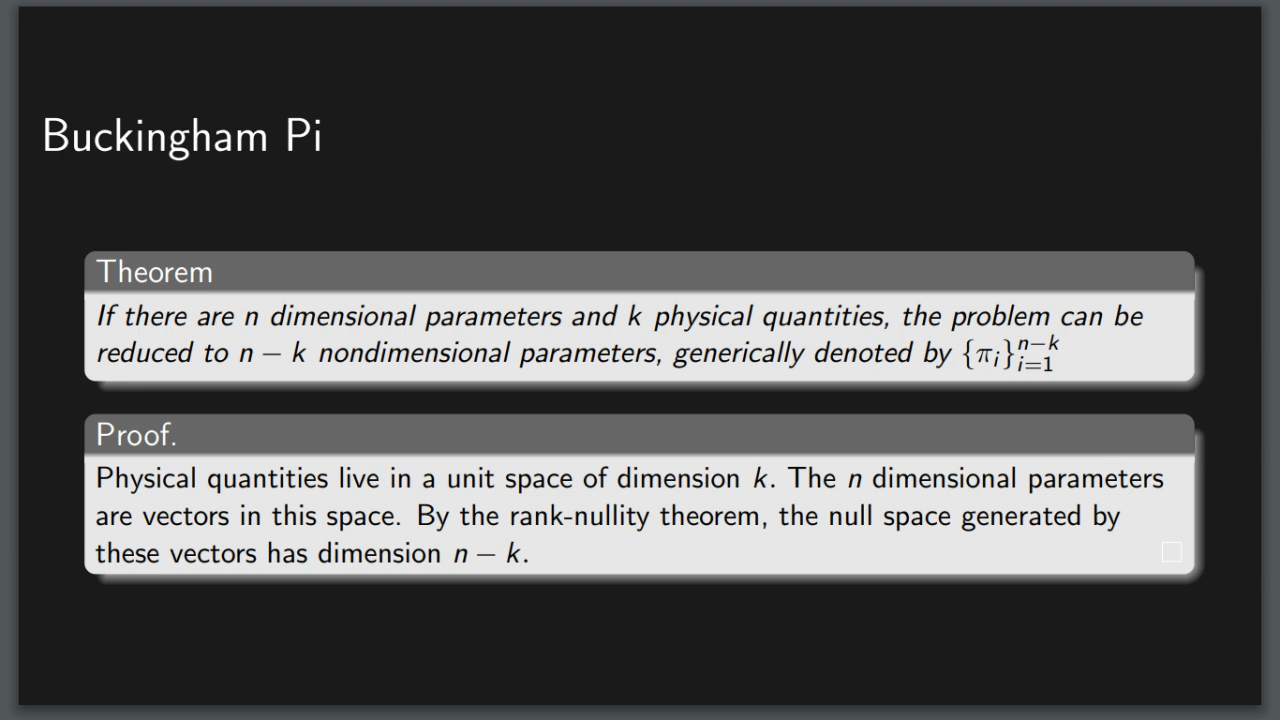 Buckingham Pi
Theorem
If there are n dimensional parameters and k physical quantities, the problem can be
reduced to n − k nondimensional parameters, generically denoted by {π_i}_{i=1}^{n−k}
Proof.
Physical quantities live in a unit space of dimension k. The n dimensional parameters
are vectors in this space. By the rank-nullity theorem, the null space generated by
these vectors has dimension n − k.